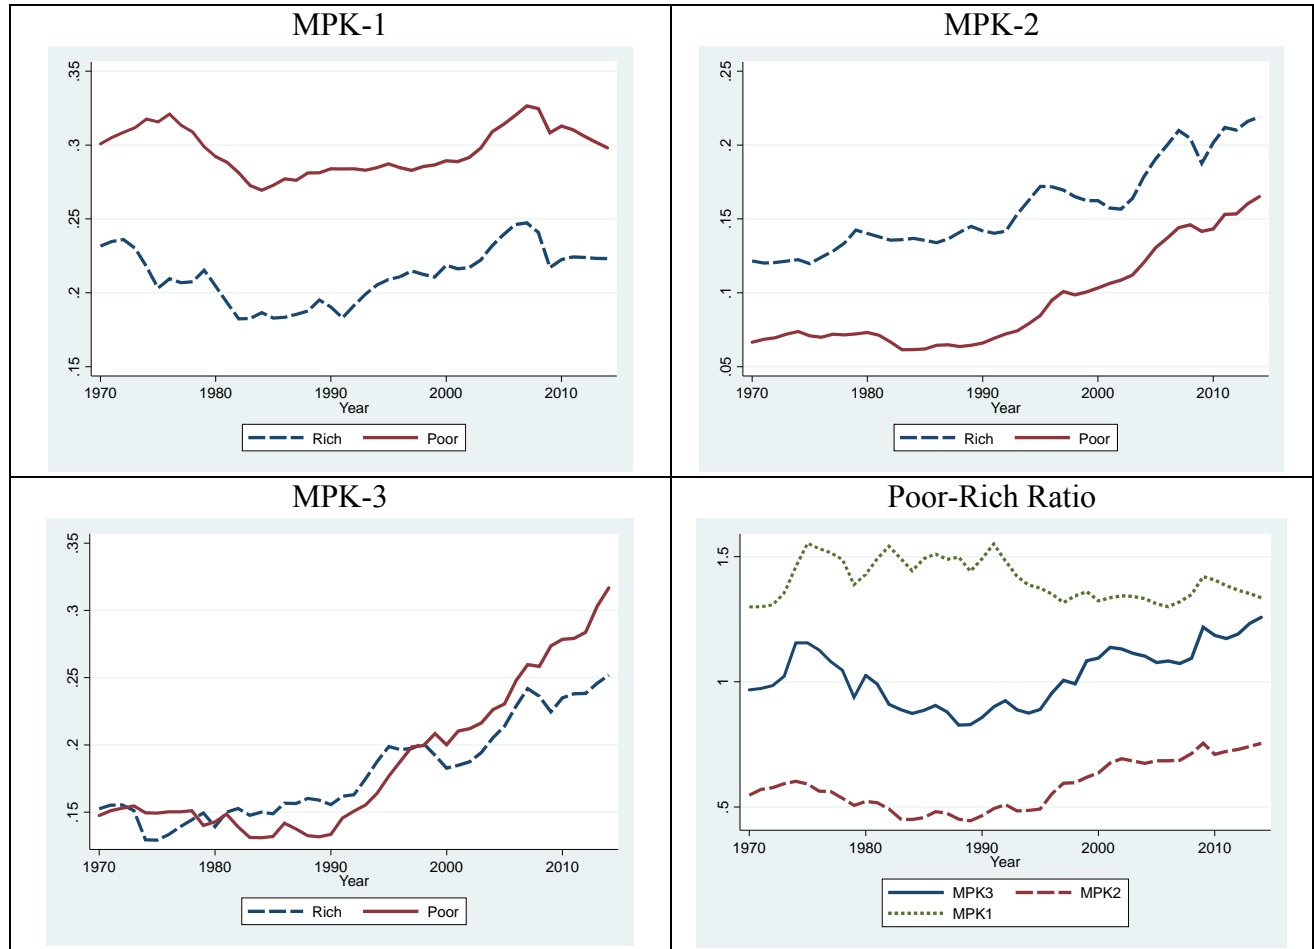 MPK-1
.35
.3
.25
.2
.15
1970 1980 1990 2000 2010
Year
Rich Poor
MPK-2
.25
.2
.15
.1
.05
1970 1980 1990 2000 2010
Year
Rich Poor
MPK-3
.35
.3
.25
.2
.15
1970 1980 1990 2000 2010
Year
Rich Poor
Poor-Rich Ratio
1.5
1
.5
1970 1980 1990 2000 2010
Year
MPK3 MPK2
MPK1